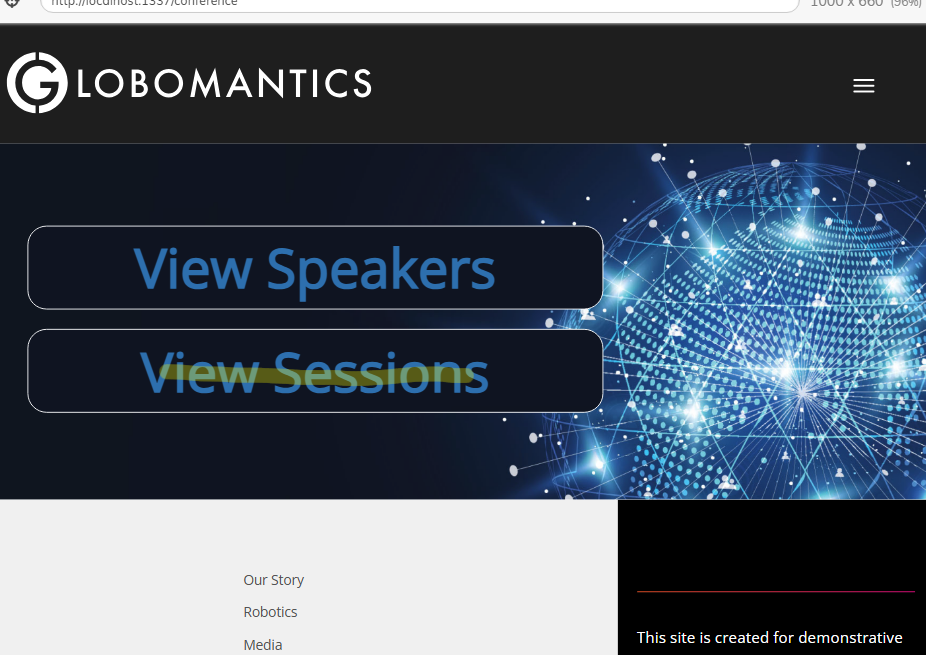 http://localhost:1337/conference
1000 x 660 (96%)
GLOBOMANTICS
View Speakers
View Sessions
Our Story
Robotics
Media
This site is created for demonstrative